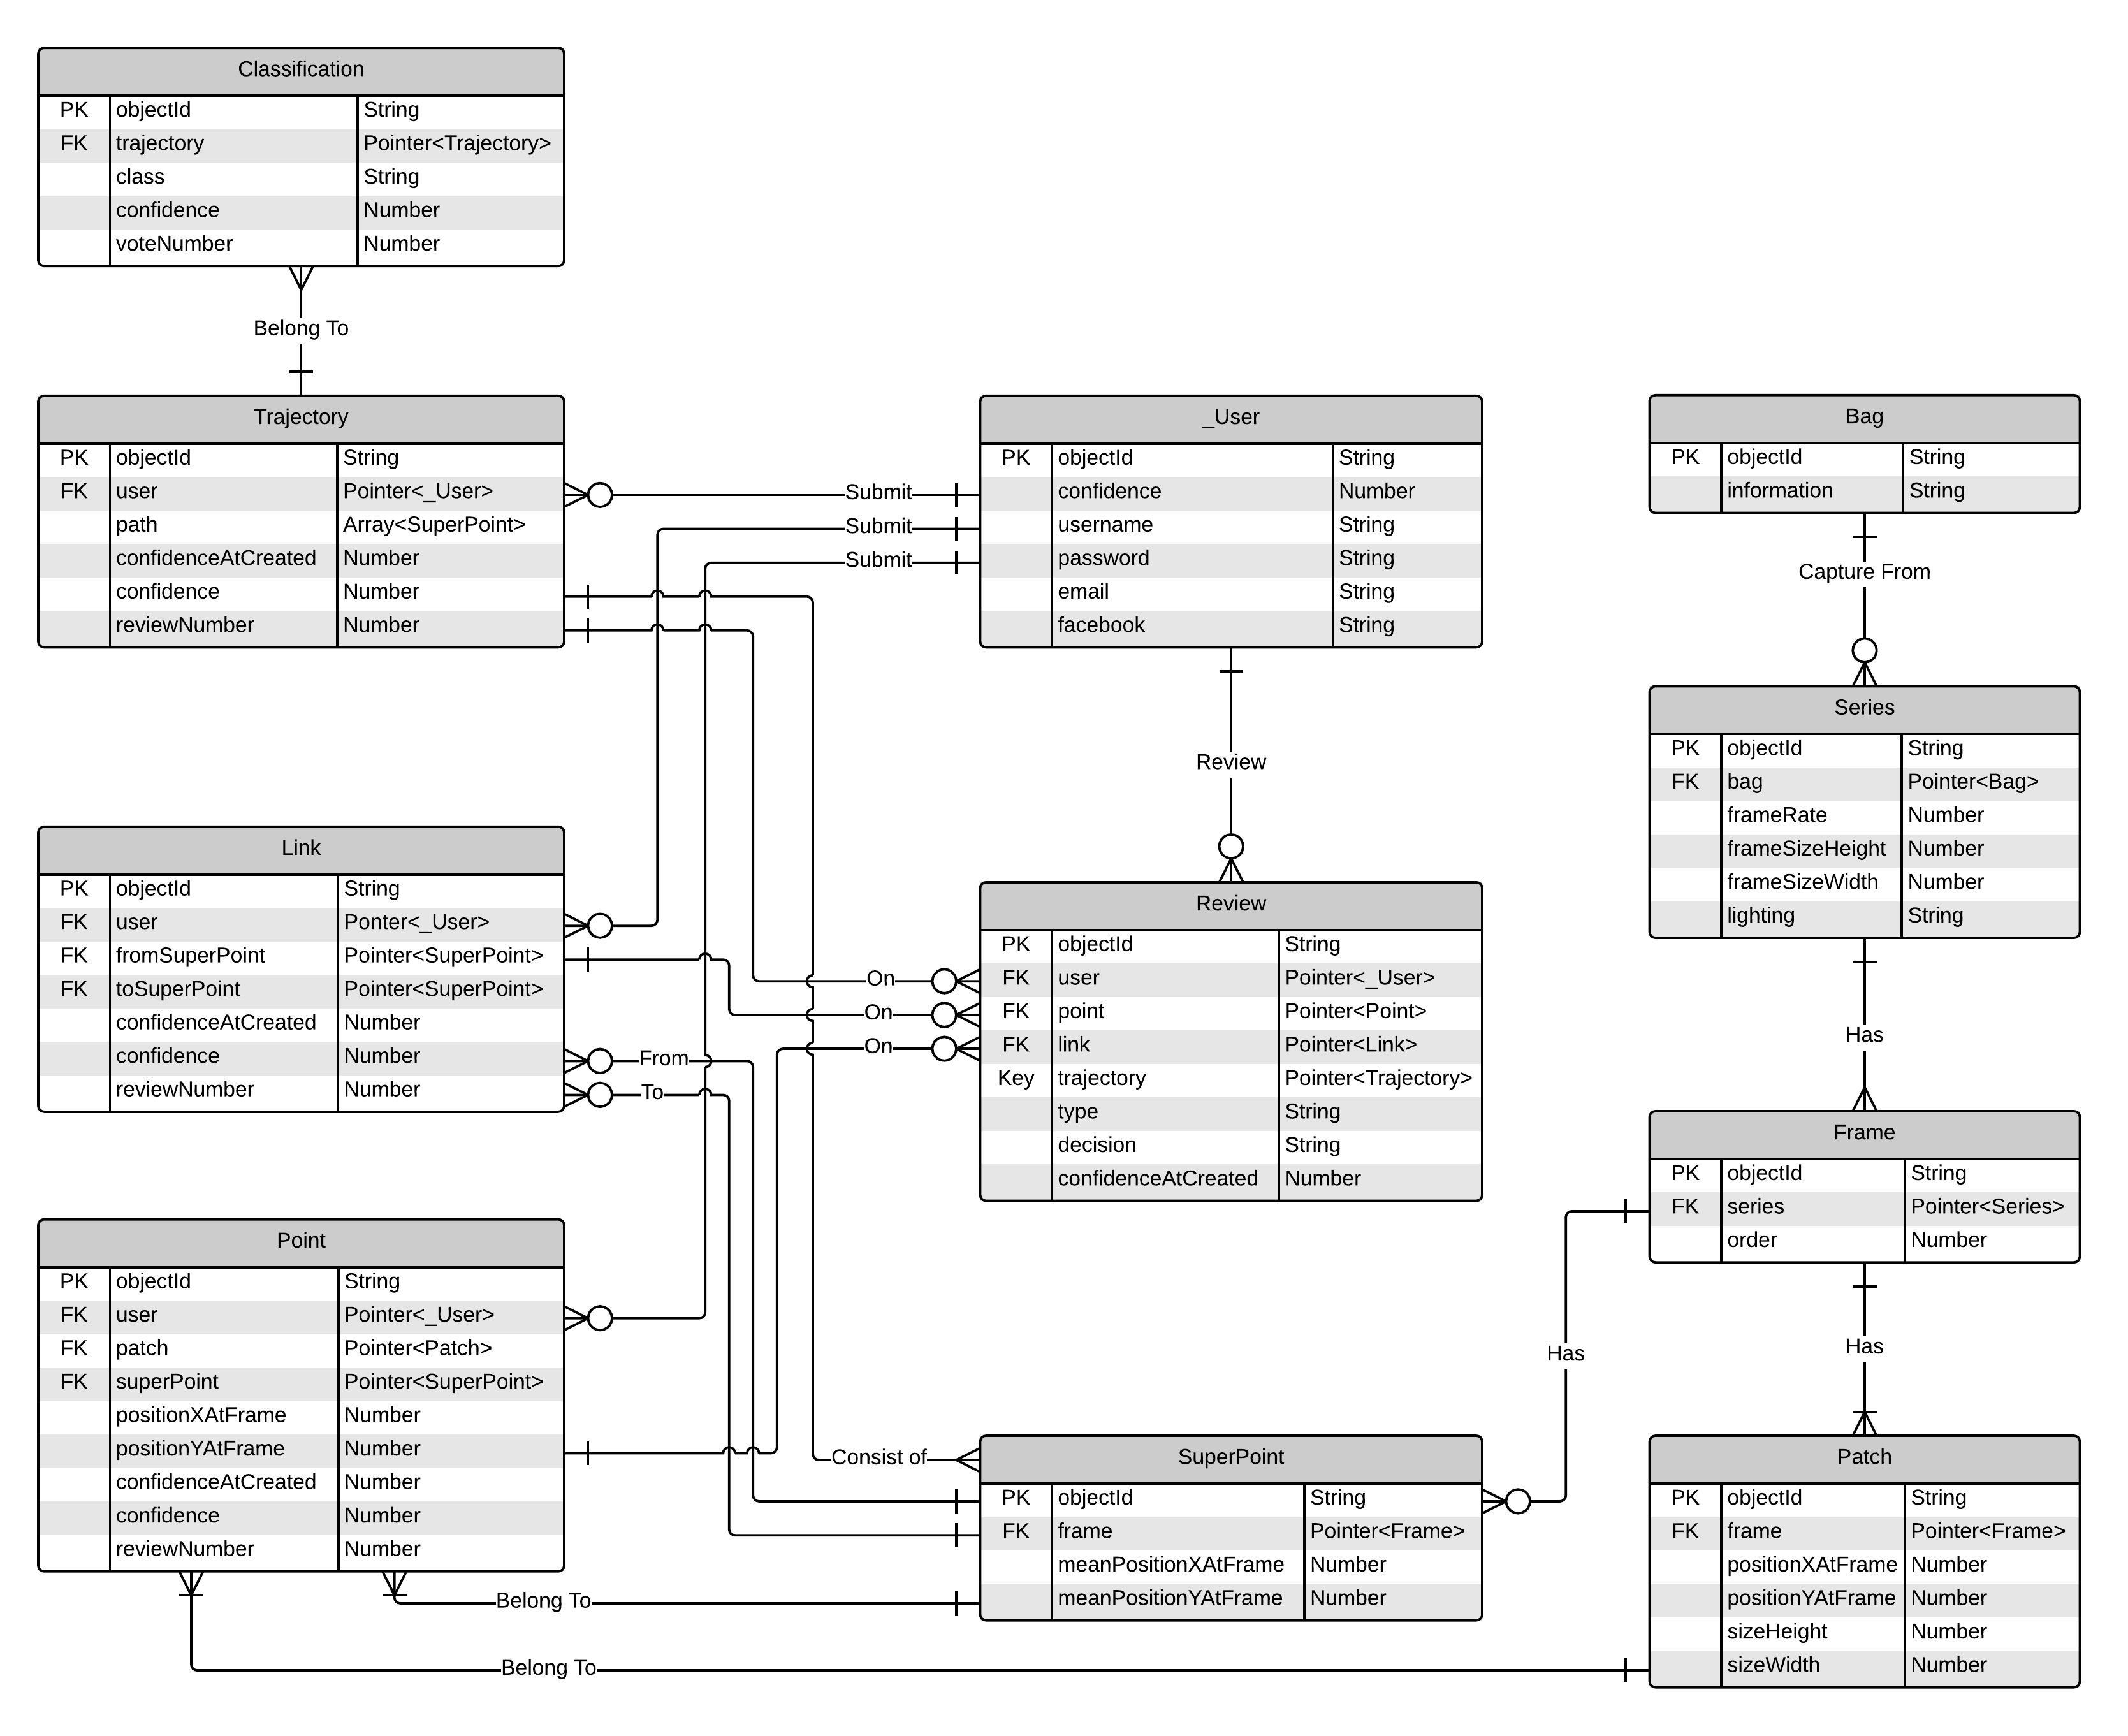 Classification
PK objectId String
FK trajectory Pointer<Trajectory>
class String
confidence Number
voteNumber Number
Belong To
Trajectory
PK objectId String
FK user Pointer<_User>
path Array<SuperPoint>
confidenceAtCreated Number
confidence Number
reviewNumber Number
Submit
Submit
Submit
_User
PK objectId String
confidence Number
username String
password String
email String
facebook String
Bag
PK objectId String
information String
Capture From
Series
PK objectId String
FK bag Pointer<Bag>
frameRate Number
frameSizeHeight Number
frameSizeWidth Number
lighting String
Review
Link
PK objectId String
FK user Ponter<_User>
FK fromSuperPoint Pointer<SuperPoint>
FK toSuperPoint Pointer<SuperPoint>
confidenceAtCreated Number
confidence Number
reviewNumber Number
On
On
On
From
To
Review
PK objectId String
FK user Pointer<_User>
FK point Pointer<Point>
FK link Pointer<Link>
Key trajectory Pointer<Trajectory>
type String
decision String
confidenceAtCreated Number
Has
Frame
PK objectId String
FK series Pointer<Series>
order Number
Has
Has
Point
PK objectId String
FK user Pointer<_User>
FK patch Pointer<Patch>
FK superPoint Pointer<SuperPoint>
positionXAtFrame Number
positionYAtFrame Number
confidenceAtCreated Number
confidence Number
reviewNumber Number
Consist of
SuperPoint
PK objectId String
FK frame Pointer<Frame>
meanPositionXAtFrame Number
meanPositionYAtFrame Number
Patch
PK objectId String
FK frame Pointer<Frame>
positionXAtFrame Number
positionYAtFrame Number
sizeHeight Number
sizeWidth Number
Belong To
Belong To